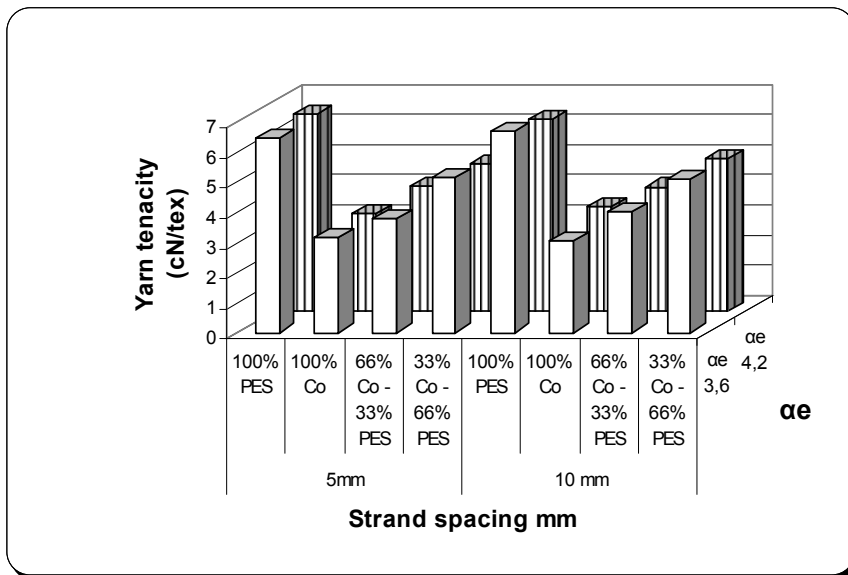 Yarn tenacity
(cN/tex)
7
6
5
4
3
2
1
0
100% 100% 66% 33% 100% 100% 66% 33%
PES Co Co - Co - PES Co Co - Co -
33% 66% 33% 66%
PES PES PES PES
5mm 10 mm
Strand spacing mm
αe
3,6
αe
4,2
αe